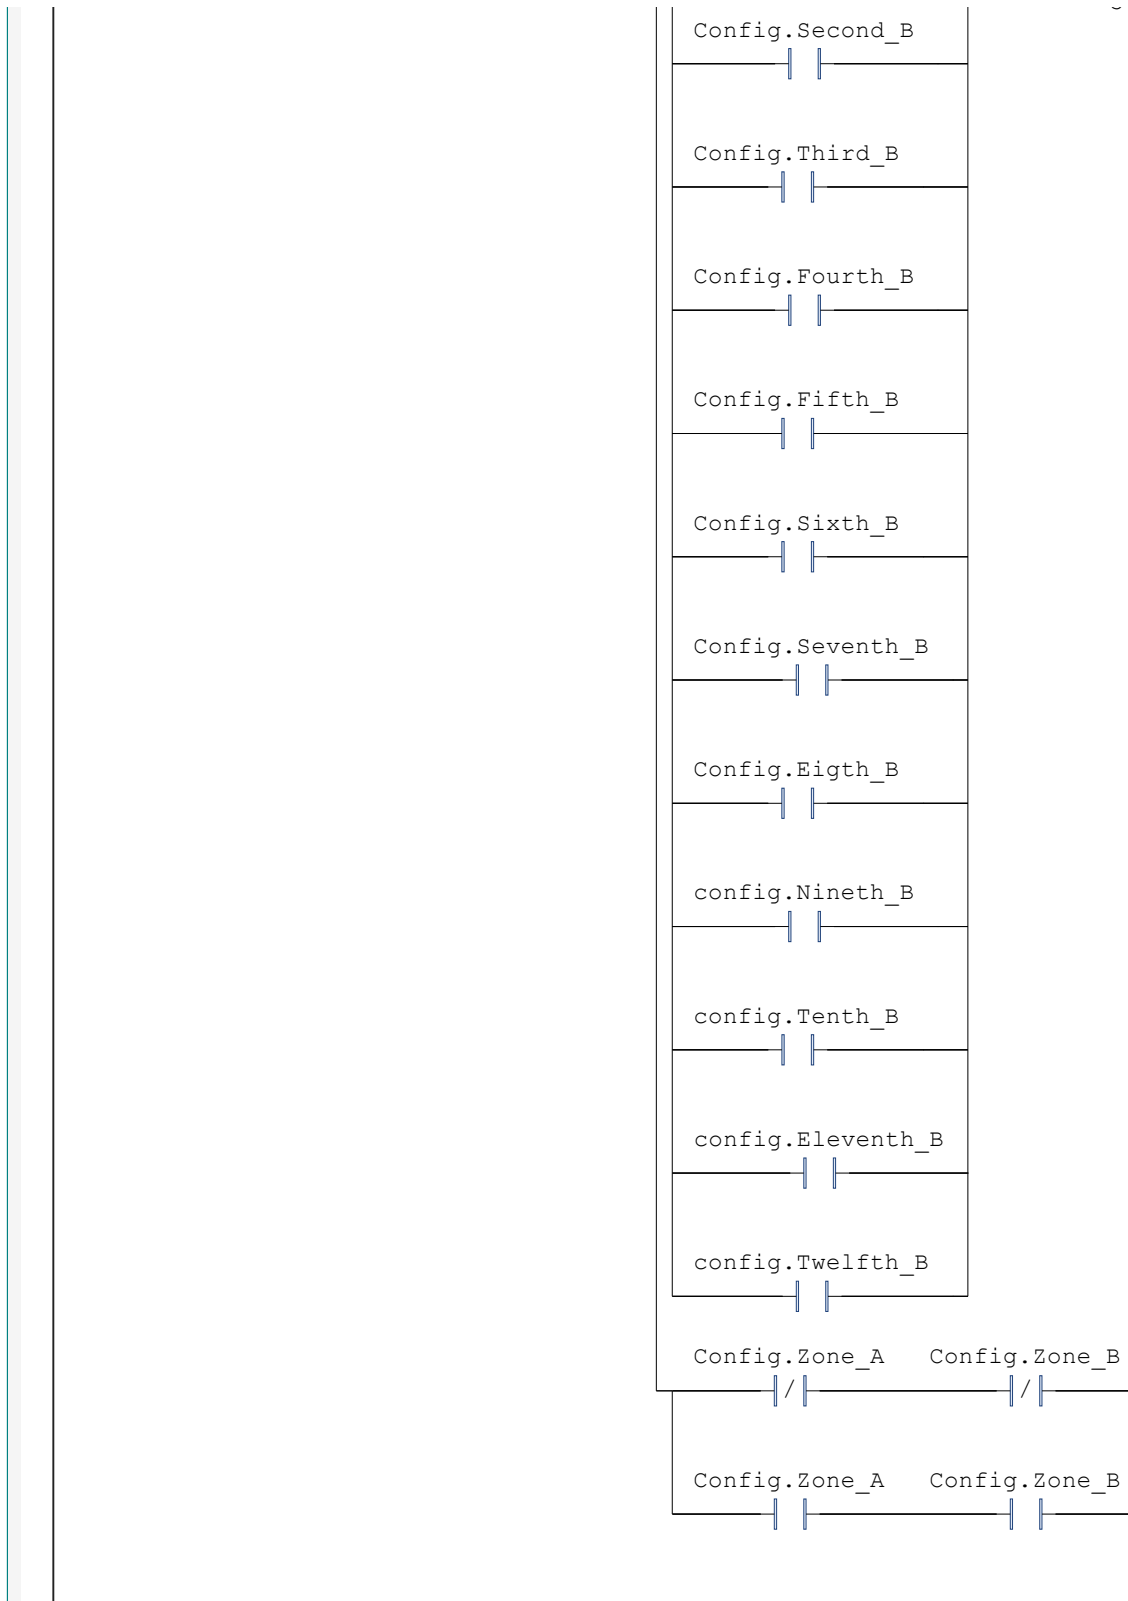 Config.Second_B
Config.Third_B
Config.Fourth_B
Config.Fifth_B
Config.Sixth_B
Config.Seventh_B
Config.Eigth_B
config.Nineth_B
config.Tenth_B
config.Eleventh_B
config.Twelfth_B
Config.Zone_A Config.Zone_B
/ /
Config.Zone_A Config.Zone_B